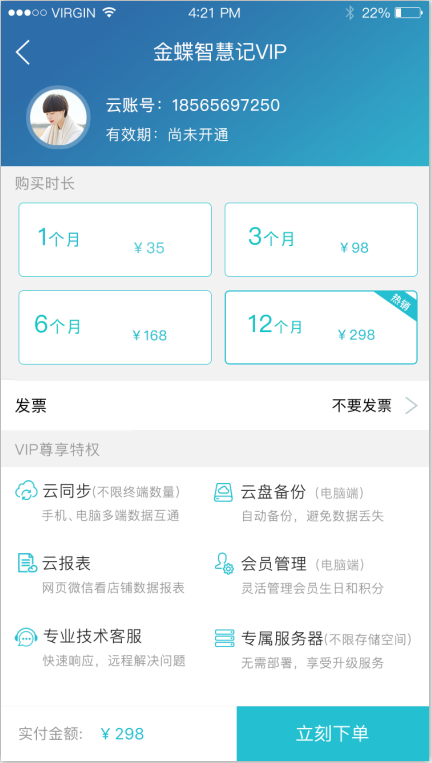 VIRGIN 4:21 PM 22%
金蝶智慧记VIP
云账号：18565697250
有效期：尚未开通
购买时长
1个月 ￥35
3个月 ￥98
6个月 ￥168
12个月 ￥298
热销
发票 不要发票
VIP尊享特权
云同步(不限终端数量)
手机、电脑多端数据互通
云盘备份（电脑端）
自动备份，避免数据丢失
云报表
网页微信看店铺数据报表
会员管理（电脑端）
灵活管理会员生日和积分
专业技术客服
快速响应，远程解决问题
专属服务器(不限存储空间)
无需部署，享受升级服务
实付金额: ￥298
立刻下单